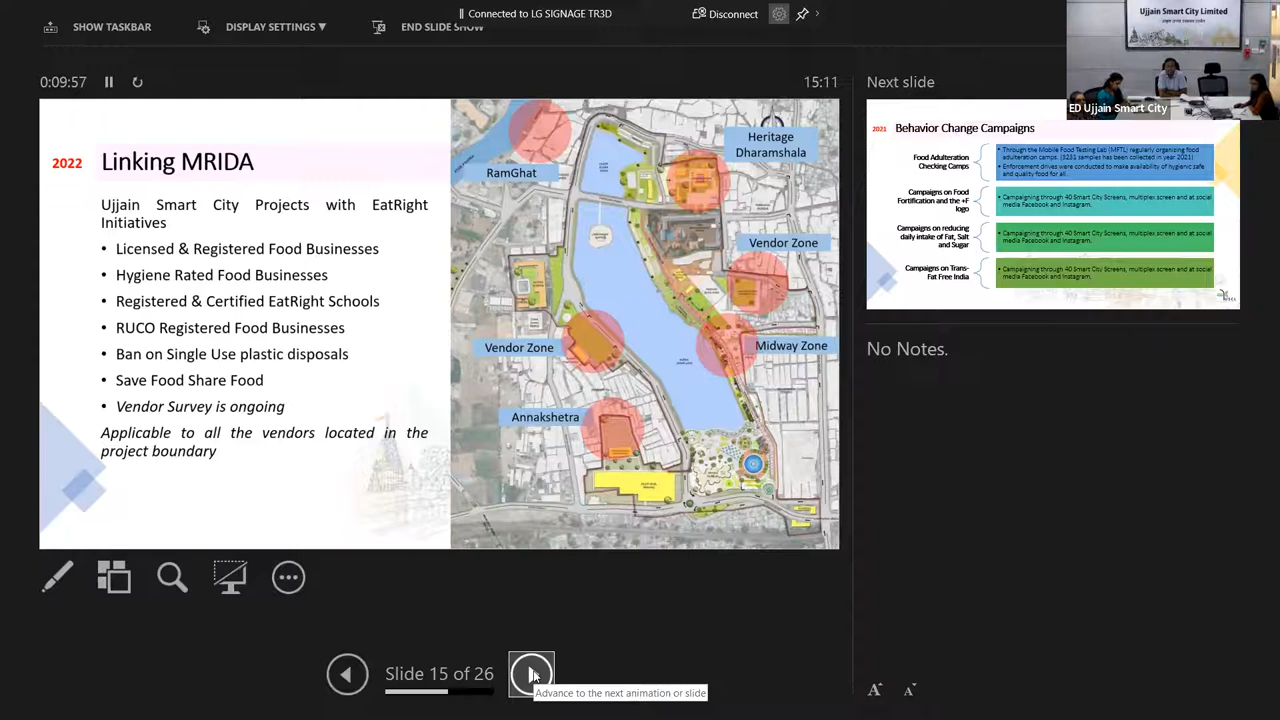 Connected to LG SIGNAGE TR3D
Disconnect
SHOW TASKBAR
DISPLAY SETTINGS ▼
END SLIDE SHOW
Ujjain Smart City Limited
ED Ujjain Smart City
0:09:57
15:11
Next slide
2022
Linking MRIDA
Ujjain Smart City Projects with EatRight
Initiatives
• Licensed & Registered Food Businesses
• Hygiene Rated Food Businesses
• Registered & Certified EatRight Schools
• RUCO Registered Food Businesses
• Ban on Single Use plastic disposals
• Save Food Share Food
• Vendor Survey is ongoing
Applicable to all the vendors located in the
project boundary
RamGhat
Heritage
Dharamshala
Vendor Zone
Vendor Zone
Midway Zone
Annakshetra
2021
Behavior Change Campaigns
Food Adulteration
Checking Camps
• Through the Mobile Food Testing Lab (MFTL) regularly organizing food
adulteration camps. (3231 samples has been collected in year 2021)
• Enforcement drives were conducted to make availability of hygienic safe
and quality food for all.
Campaigns on Food
Fortification and the +F
logo
• Campaigning through 40 Smart City Screens, multiplex screen and at social
media Facebook and Instagram.
Campaigns on reducing
daily intake of Fat, Salt
and Sugar
• Campaigning through 40 Smart City Screens, multiplex screen and at social
media Facebook and Instagram.
Campaigns on Trans-
Fat Free India
• Campaigning through 40 Smart City Screens, multiplex screen and at social
media Facebook and Instagram.
No Notes.
Slide 15 of 26
Advance to the next animation or slide